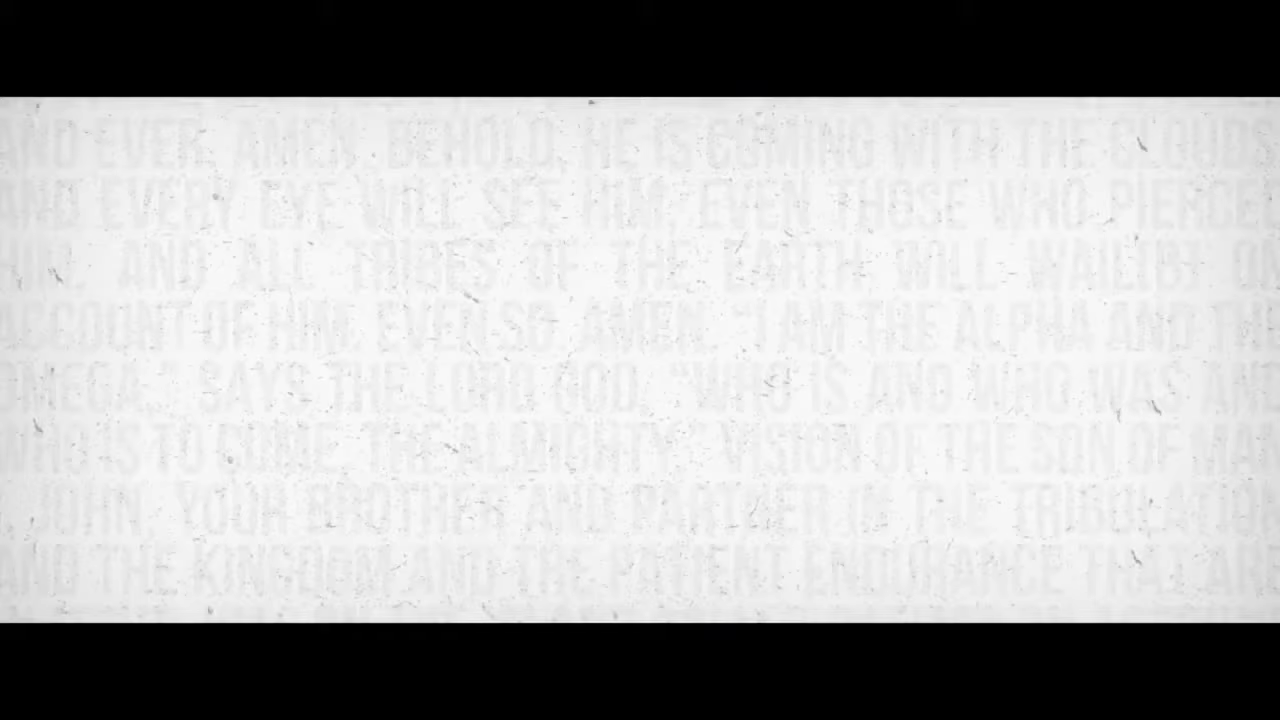 AND EVER. AMEN. BEHOLD, HE IS COMING WITH THE CLOUDS,
AND EVERY EYE WILL SEE HIM, EVEN THOSE WHO PIERCED
HIM, AND ALL TRIBES OF THE EARTH WILL WAIL[B] ON
ACCOUNT OF HIM. EVEN SO. AMEN. “I AM THE ALPHA AND THE
OMEGA,” SAYS THE LORD GOD, “WHO IS AND WHO WAS AND
WHO IS TO COME, THE ALMIGHTY.” VISION OF THE SON OF MAN
JOHN, YOUR BROTHER AND PARTNER IN THE TRIBULATION
AND THE KINGDOM AND THE PATIENT ENDURANCE THAT ARE